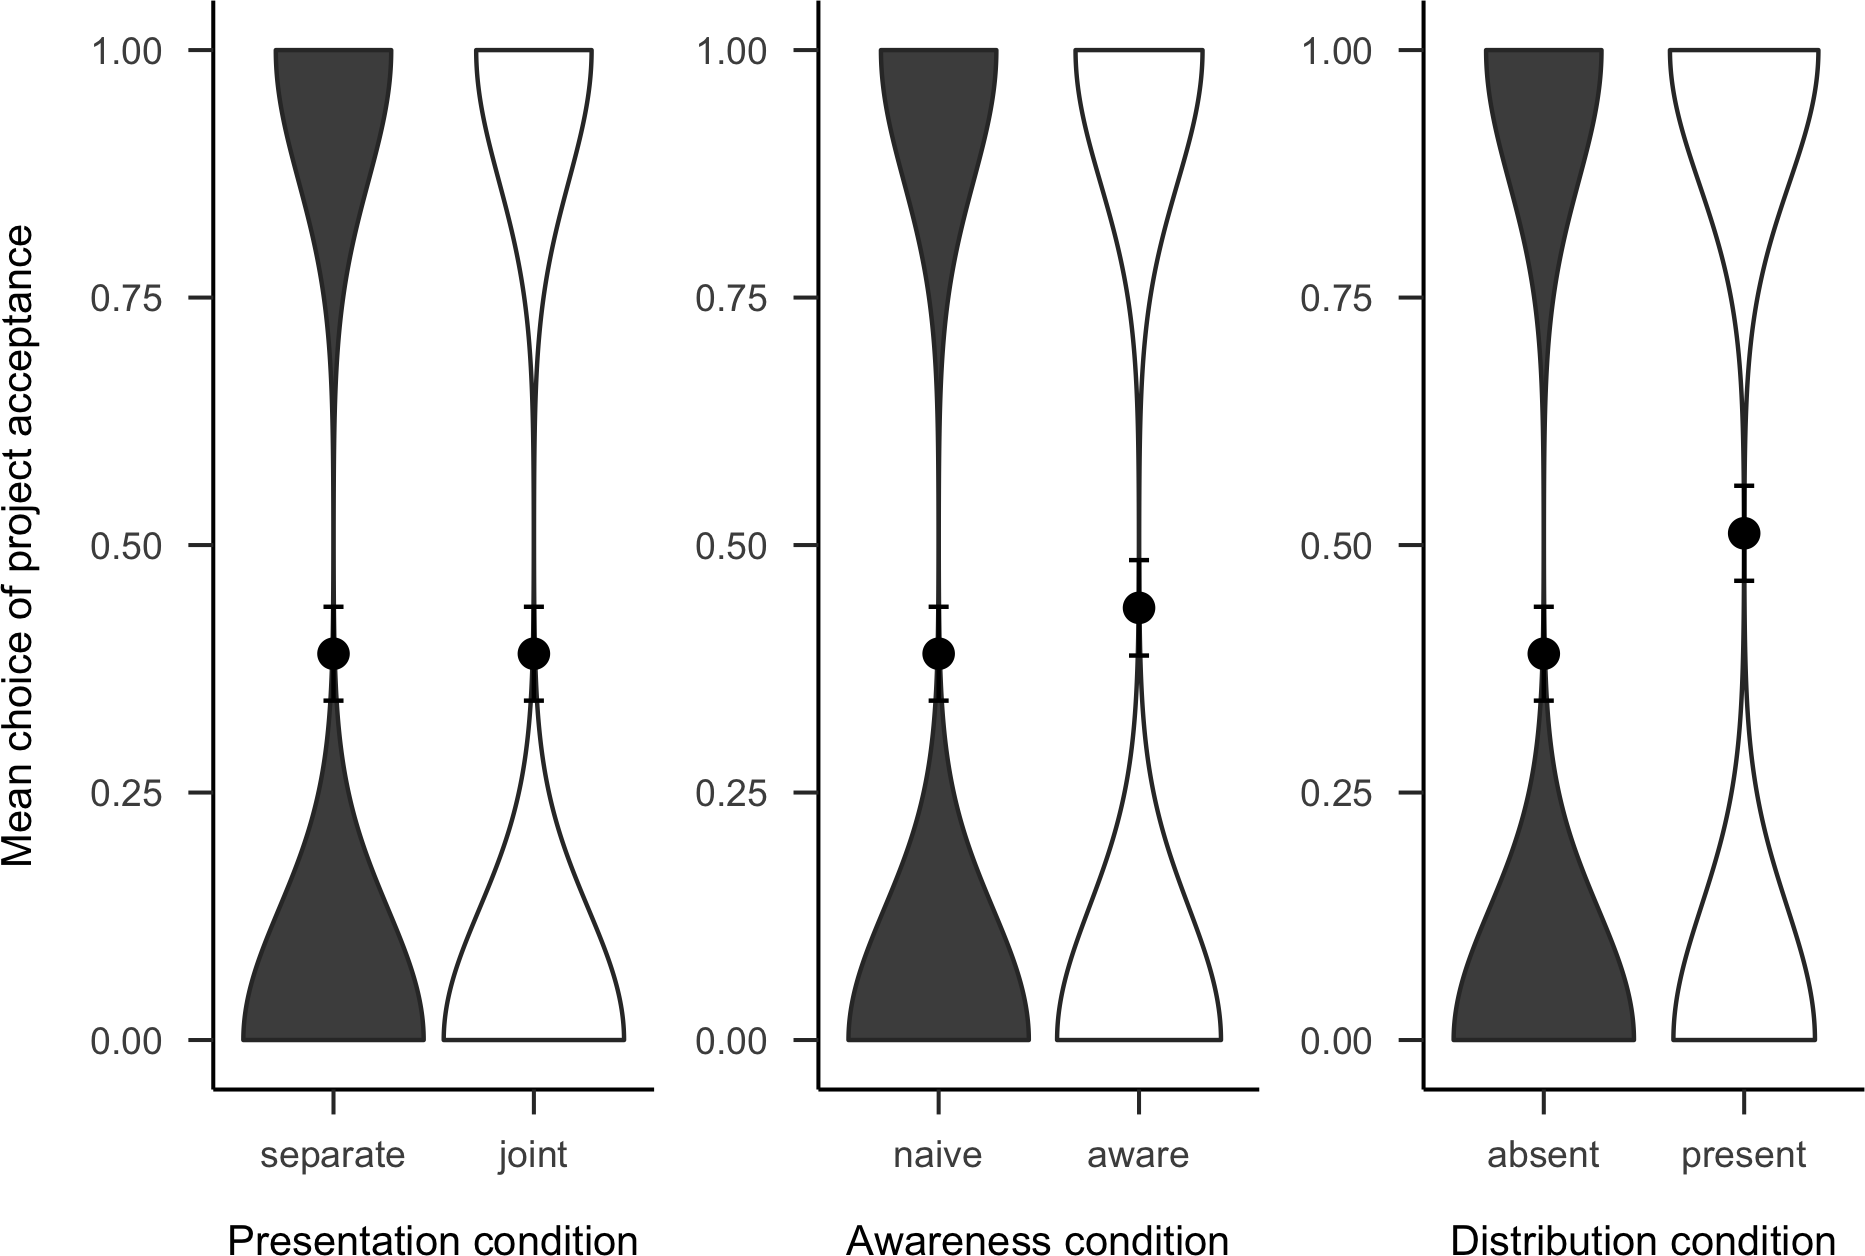 Mean choice of project acceptance
1.00
0.75
0.50
0.25
0.00
separate joint
Presentation condition
1.00
0.75
0.50
0.25
0.00
naive aware
Awareness condition
1.00
0.75
0.50
0.25
0.00
absent present
Distribution condition